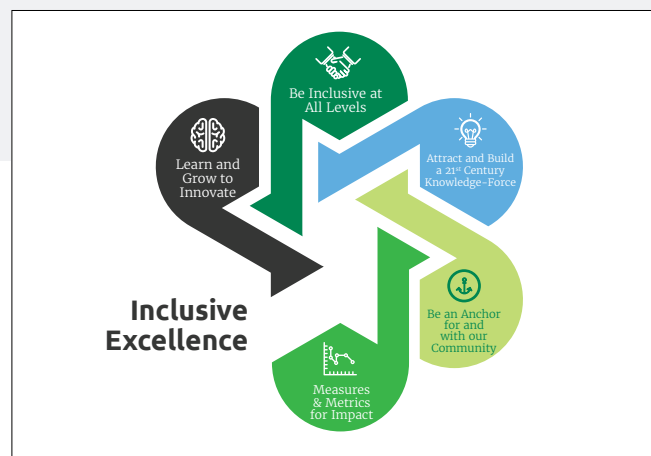 Be Inclusive at
All Levels
Learn and
Grow to
Innovate
Attract and Build
a 21st Century
Knowledge-Force
Inclusive
Excellence
Be an Anchor
for and
with our
Community
Measures
& Metrics
for Impact